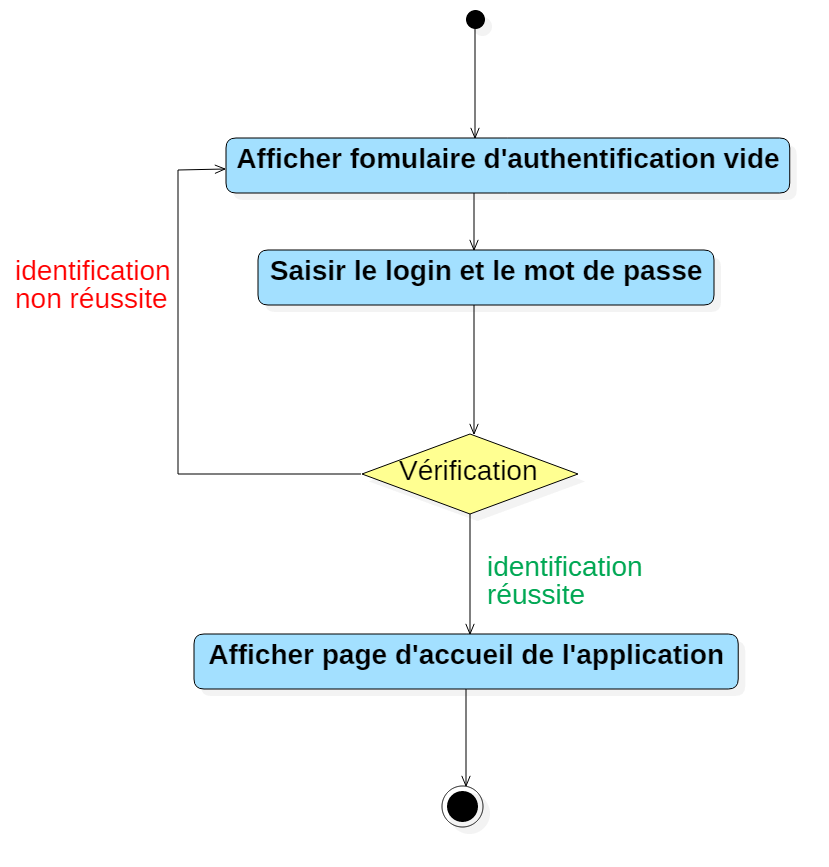 Afficher fomulaire d'authentification vide
identification
non réussite
Saisir le login et le mot de passe
Vérification
identification
réussite
Afficher page d'accueil de l'application